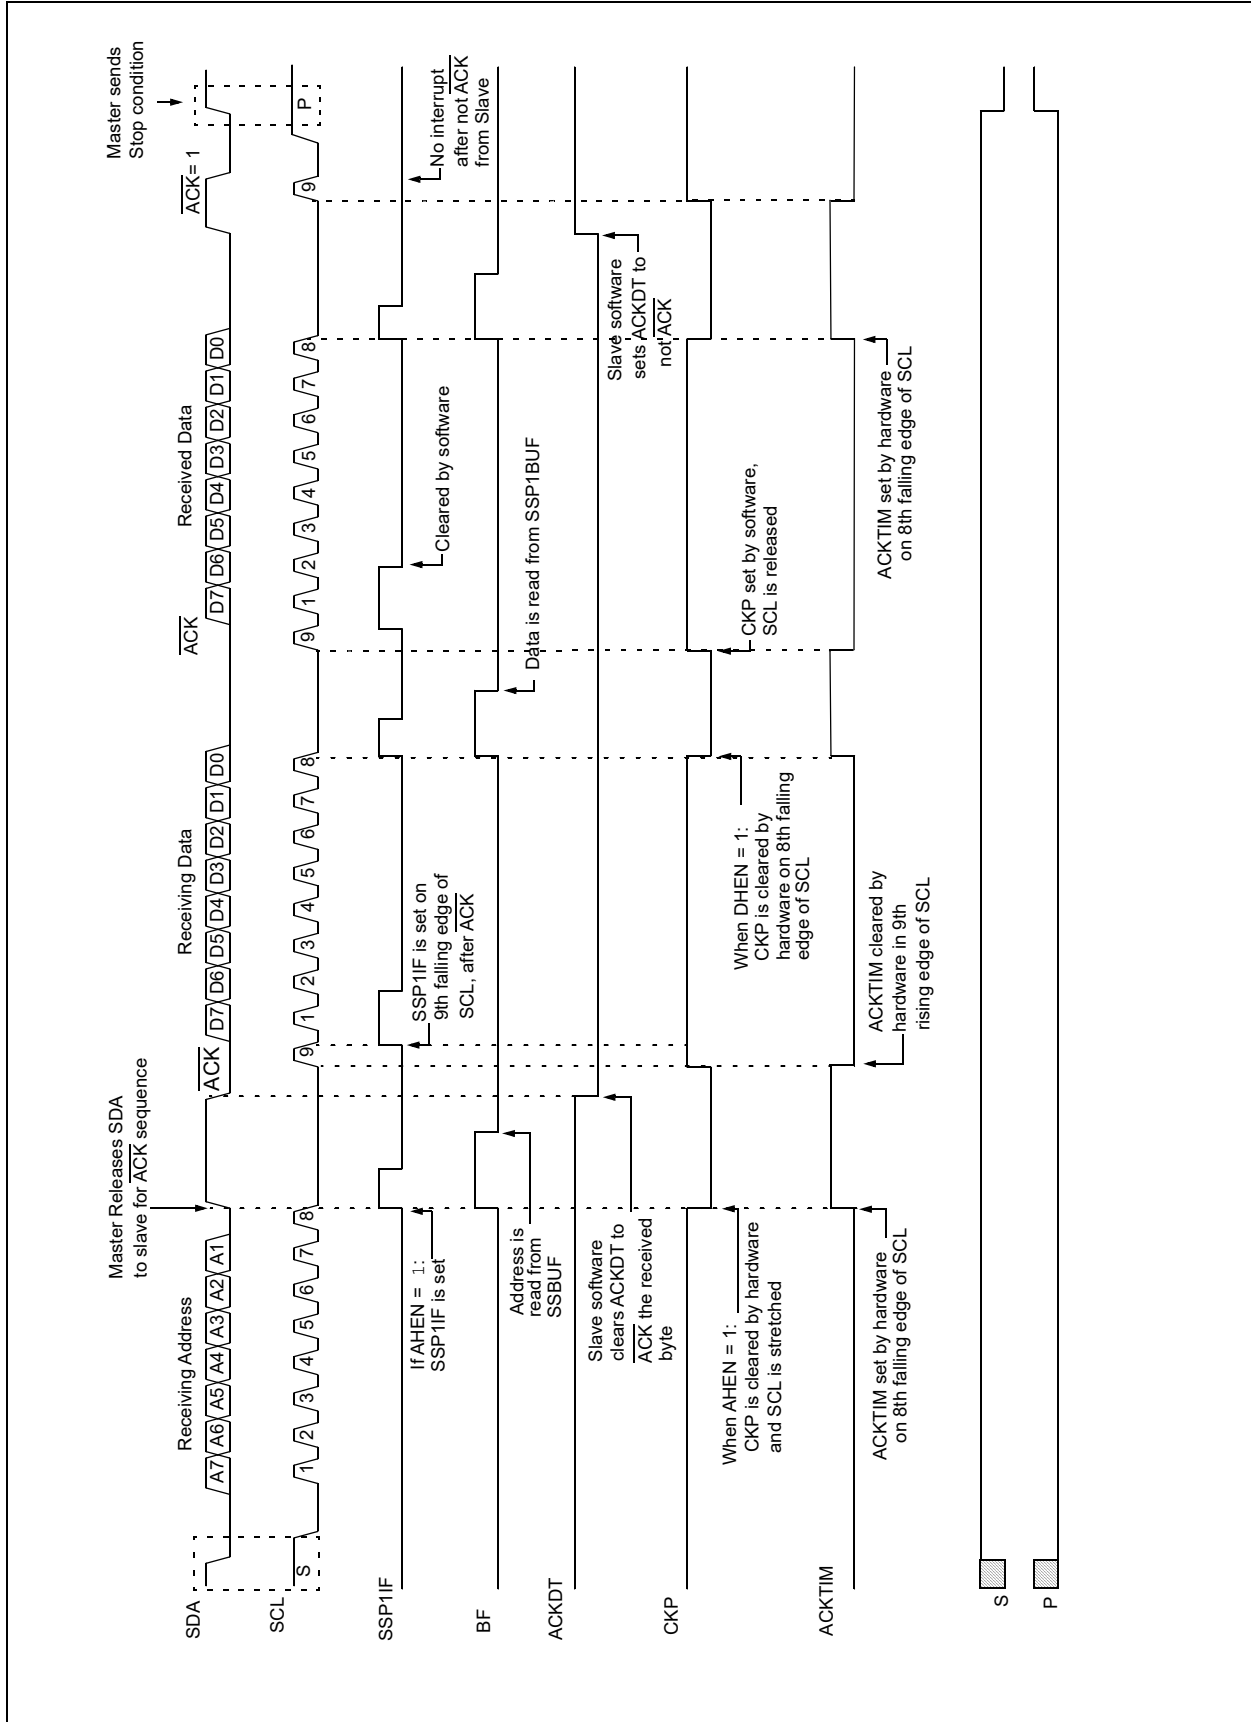 Master Releases SDA
to slave for ACK sequence
Master sends
Stop condition
Receiving Address
Receiving Data
Received Data
ACK
ACK
ACK= 1
SDA
A7 A6 A5 A4 A3 A2 A1
D7 D6 D5 D4 D3 D2 D1 D0
D7 D6 D5 D4 D3 D2 D1 D0
SCL
S
1 2 3 4 5 6 7 8 9
1 2 3 4 5 6 7 8 9
1 2 3 4 5 6 7 8 9
P
SSP1IF
If AHEN = 1:
SSP1IF is set
SSP1IF is set on
9th falling edge of
SCL, after ACK
Cleared by software
No interrupt
after not ACK
from Slave
BF
Address is
read from
SSBUF
Data is read from SSP1BUF
ACKDT
Slave software
clears ACKDT to
ACK the received
byte
Slave software
sets ACKDT to
not ACK
CKP
When AHEN = 1:
CKP is cleared by hardware
and SCL is stretched
When DHEN = 1:
CKP is cleared by
hardware on 8th falling
edge of SCL
CKP set by software,
SCL is released
ACKTIM
ACKTIM set by hardware
on 8th falling edge of SCL
ACKTIM cleared by
hardware in 9th
rising edge of SCL
ACKTIM set by hardware
on 8th falling edge of SCL
S
P